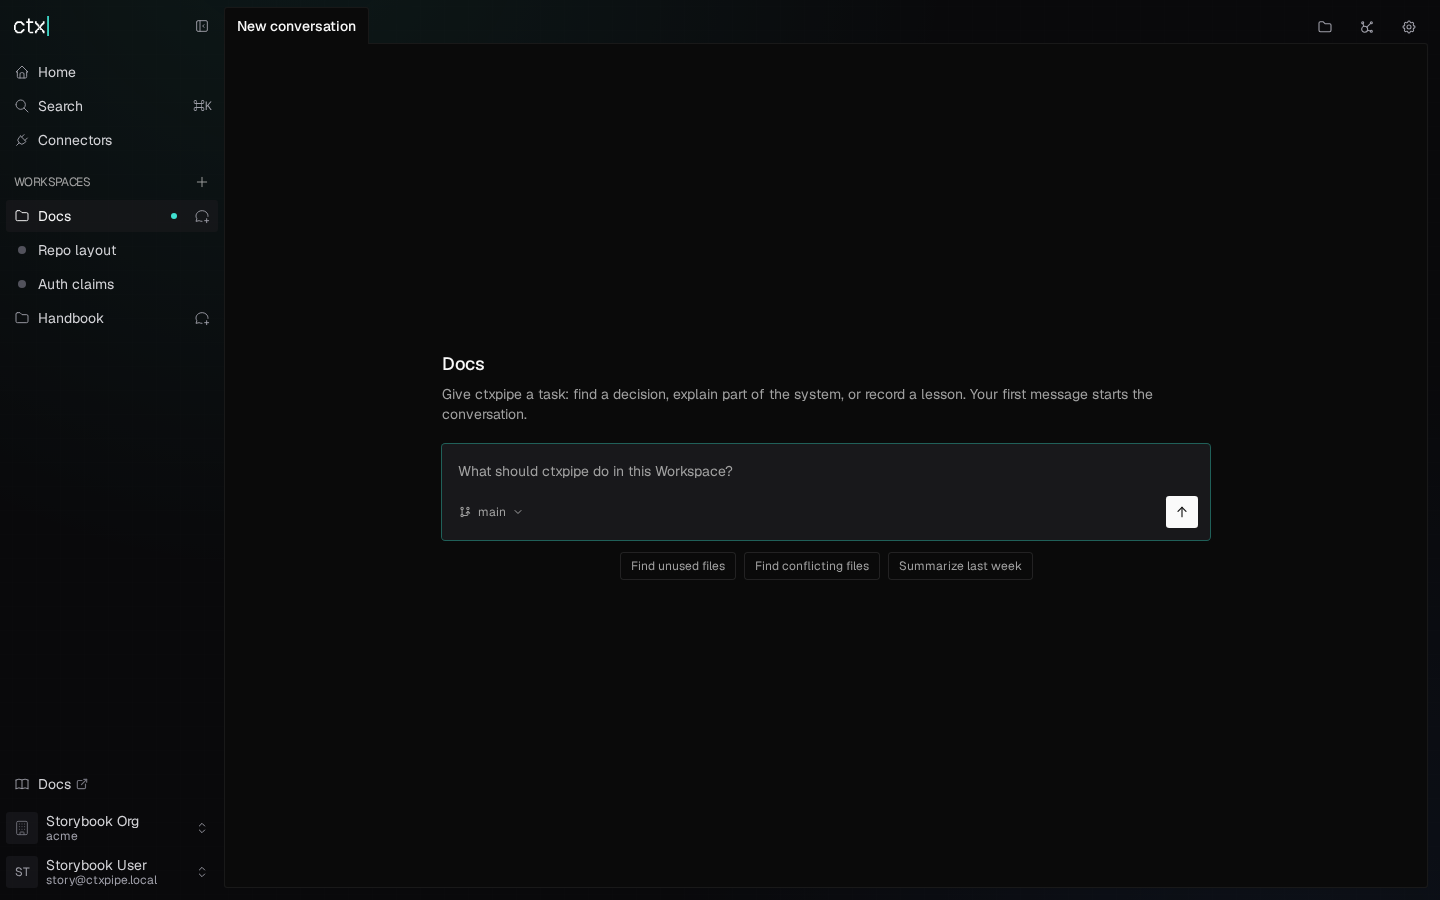 ctx
New conversation
Home
Search ⌘K
Connectors
WORKSPACES
Docs
Repo layout
Auth claims
Handbook
Docs
Give ctxpipe a task: find a decision, explain part of the system, or record a lesson. Your first message starts the
conversation.
What should ctxpipe do in this Workspace?
main
Find unused files
Find conflicting files
Summarize last week
Docs
Storybook Org
acme
ST
Storybook User
story@ctxpipe.local